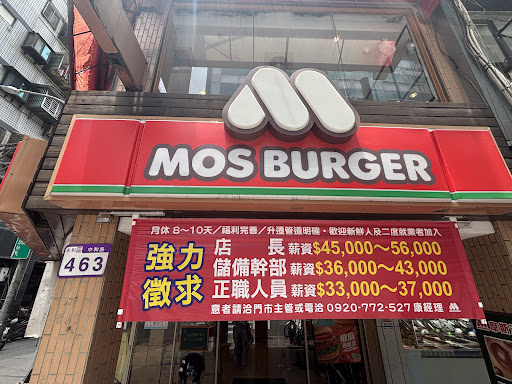 MOS BURGER
月休 8～10天／福利完善／升遷管道明確・歡迎新鮮人及二度就業者加入
強力
徵求
店 長 薪資$45,000～56,000
儲備幹部 薪資$36,000～43,000
正職人員 薪資$33,000～37,000
意者請洽門市主管或電洽 0920-772-527 康經理
中和路
463